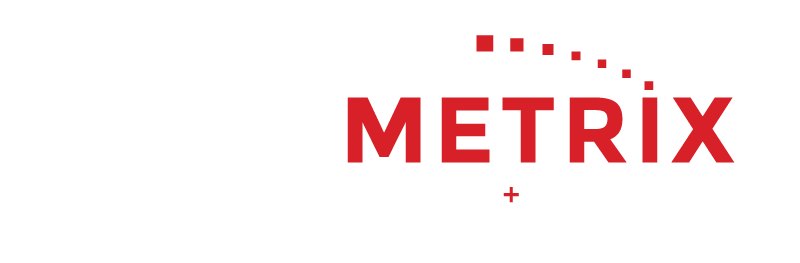 METRIX
+